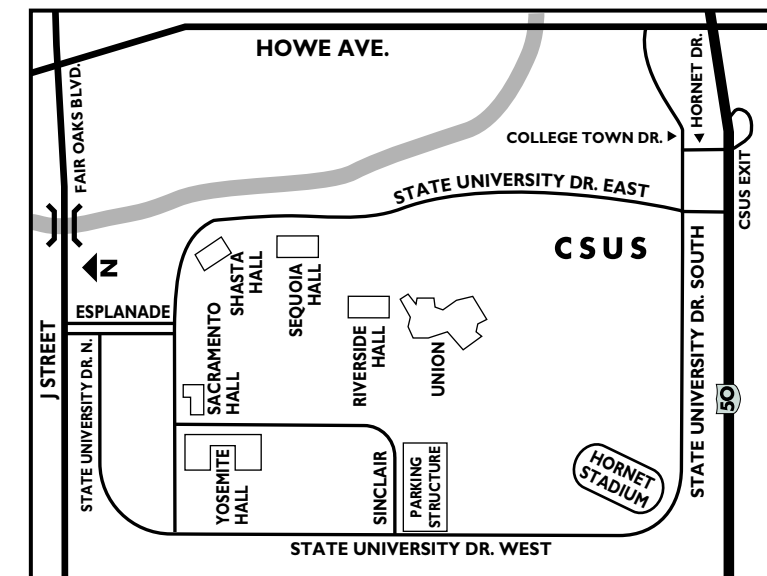 HOWE AVE.
FAIR OAKS BLVD.
HORNET DR.
COLLEGE TOWN DR.
CSUS EXIT
STATE UNIVERSITY DR. EAST
CSUS
N
SHASTA
HALL
SEQUOIA
HALL
ESPLANADE
SACRAMENTO
HALL
RIVERSIDE
HALL
UNION
J STREET
STATE UNIVERSITY DR. N.
STATE UNIVERSITY DR. SOUTH
50
YOSEMITE
HALL
SINCLAIR
PARKING
STRUCTURE
HORNET
STADIUM
STATE UNIVERSITY DR. WEST